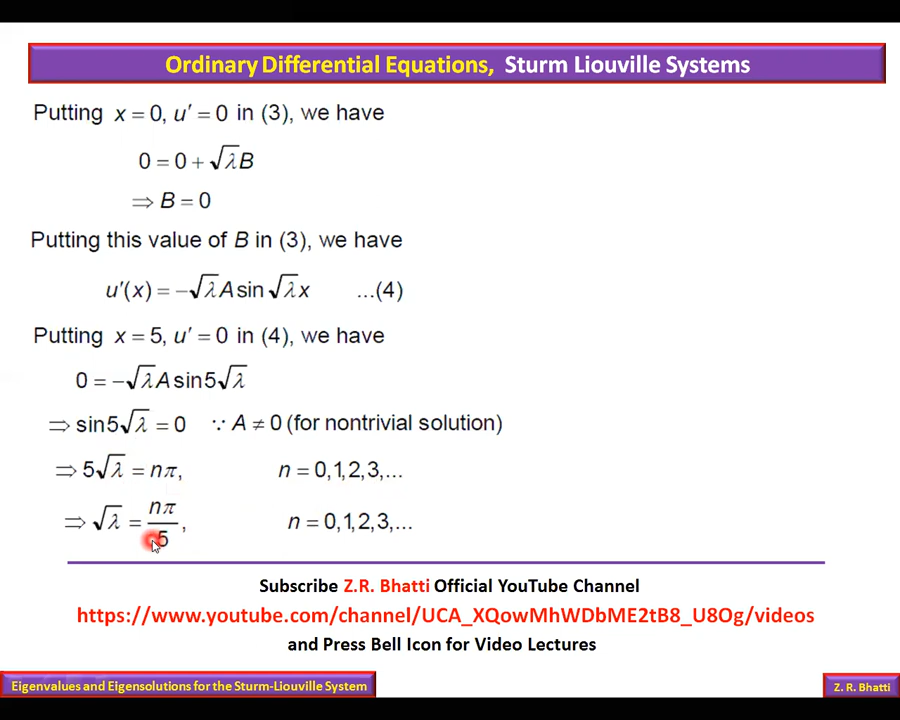 Ordinary Differential Equations, Sturm Liouville Systems
Putting x = 0, u′ = 0 in (3), we have
0 = 0 + √λB
⇒ B = 0
Putting this value of B in (3), we have
u′(x) = −√λ A sin √λ x ...(4)
Putting x = 5, u′ = 0 in (4), we have
0 = −√λ A sin5√λ
⇒ sin5√λ = 0 ∵ A ≠ 0 (for nontrivial solution)
⇒ 5√λ = nπ, n = 0,1,2,3,...
⇒ √λ = nπ/5, n = 0,1,2,3,...
Subscribe Z.R. Bhatti Official YouTube Channel
https://www.youtube.com/channel/UCA_XQowMhWDbME2tB8_U8Og/videos
and Press Bell Icon for Video Lectures
Eigenvalues and Eigensolutions for the Sturm-Liouville System
Z. R. Bhatti